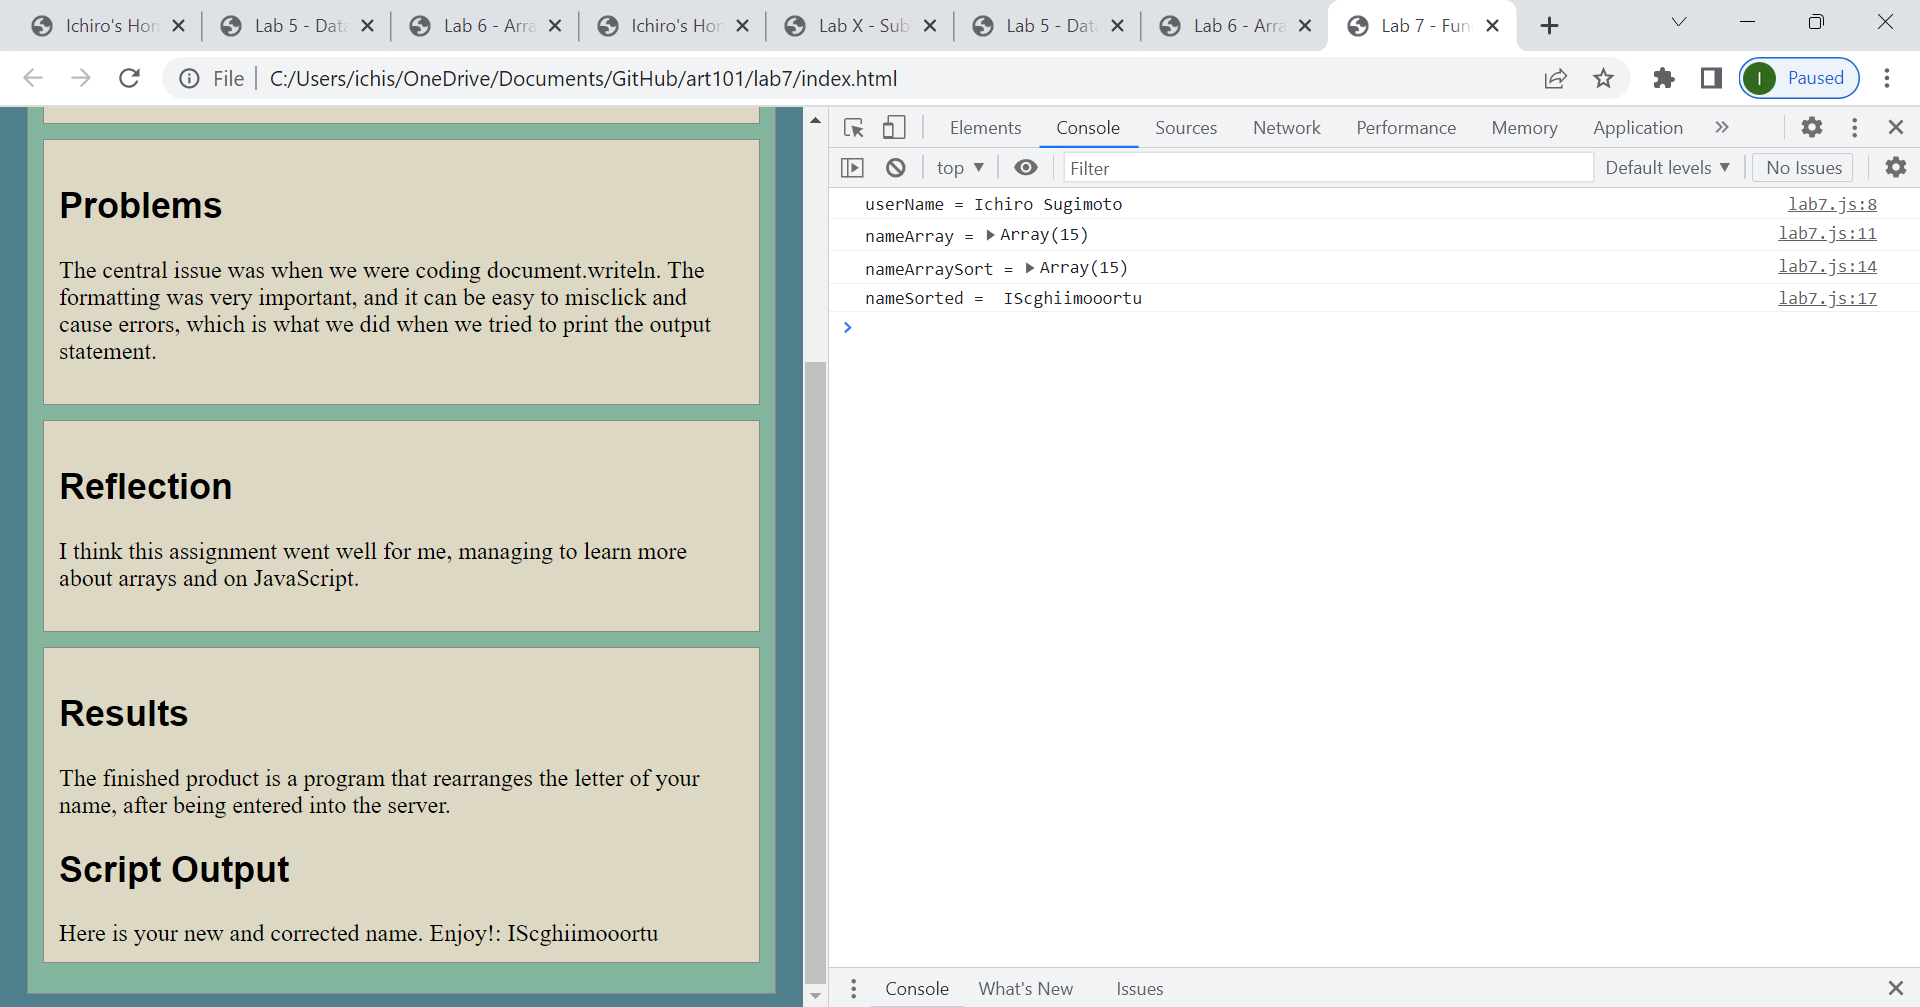 Ichiro's Hon
Lab 5 - Data
Lab 6 - Arra
Ichiro's Hon
Lab X - Sub
Lab 5 - Data
Lab 6 - Arra
Lab 7 - Fun
File
C:/Users/ichis/OneDrive/Documents/GitHub/art101/lab7/index.html
I
Paused
Problems
The central issue was when we were coding document.writeln. The
formatting was very important, and it can be easy to misclick and
cause errors, which is what we did when we tried to print the output
statement.
Reflection
I think this assignment went well for me, managing to learn more
about arrays and on JavaScript.
Results
The finished product is a program that rearranges the letter of your
name, after being entered into the server.
Script Output
Here is your new and corrected name. Enjoy!: IScghiimooortu
Elements Console Sources Network Performance Memory Application »
top Filter Default levels No Issues
userName = Ichiro Sugimoto lab7.js:8
nameArray = Array(15) lab7.js:11
nameArraySort = Array(15) lab7.js:14
nameSorted = IScghiimooortu lab7.js:17
Console What's New Issues